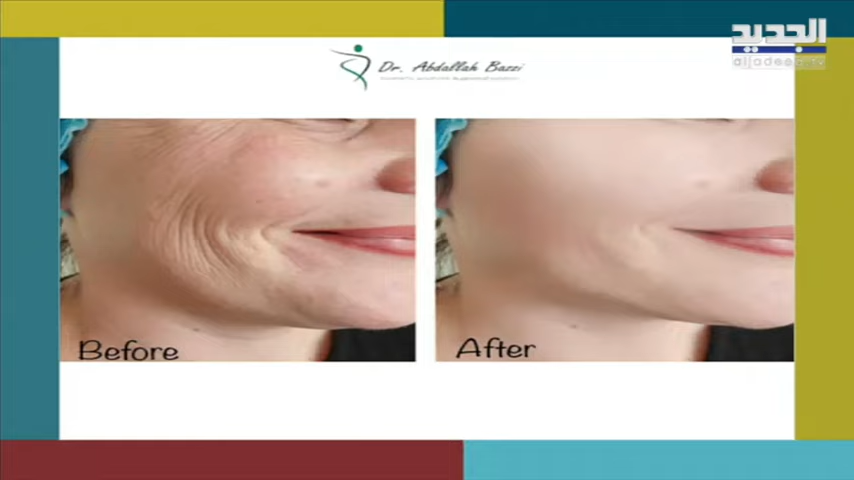 الجديد
aljadeed.tv
Dr. Abdallah Bazzi
Before
After